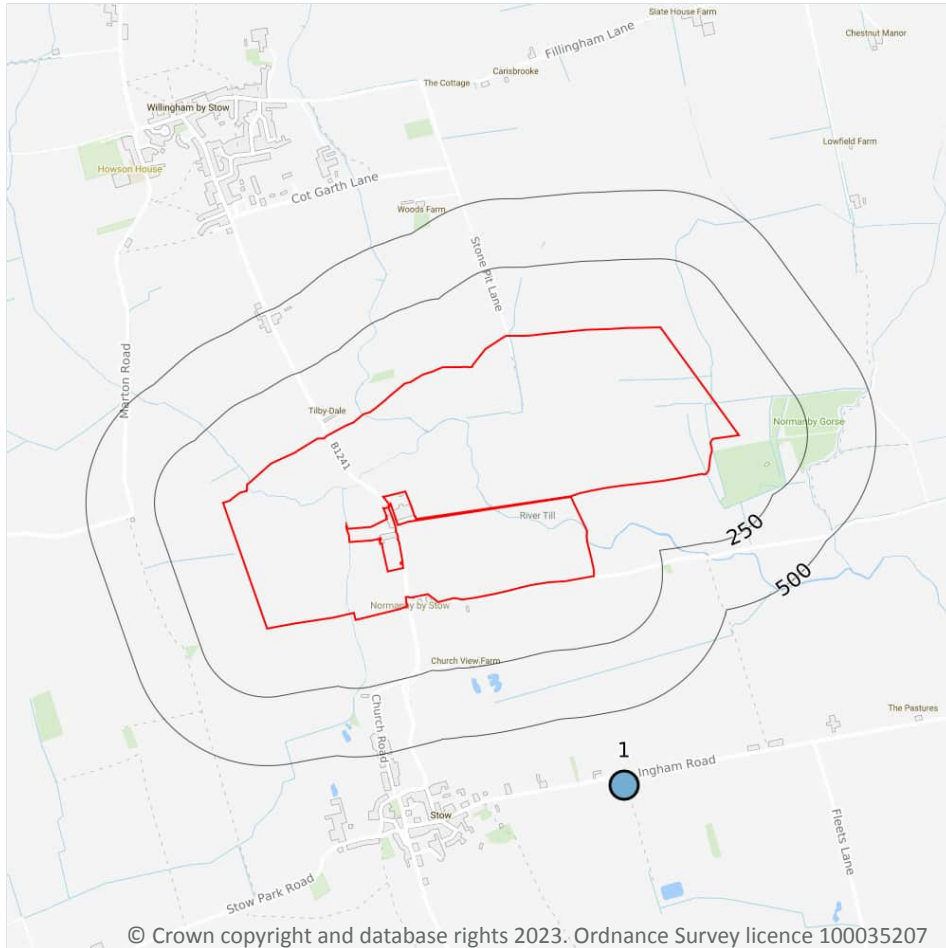 Slate House Farm
Chestnut Manor
Fillingham Lane
Carisbrooke
The Cottage
Willingham by Stow
Lowfield Farm
Howson House
Cot Garth Lane
Woods Farm
Stone Pit Lane
Marton Road
Tilby Dale
Normanby Gorse
B1241
River Till
250
500
Normanby by Stow
Church View Farm
Church Road
The Pastures
1
Ingham Road
Stow
Fleets Lane
Stow Park Road
© Crown copyright and database rights 2023. Ordnance Survey licence 100035207